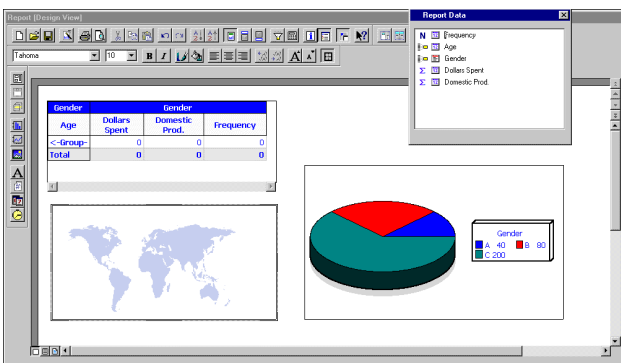 Report [Design View]
Report Data
Tahoma
10
B I
A A
N Frequency
Age
Gender
Σ Dollars Spent
Σ Domestic Prod.
Gender Gender
Age Dollars Spent Domestic Prod. Frequency
<-Group- 0 0 0
Total 0 0 0
Gender
A 40 B 80
C 200
A